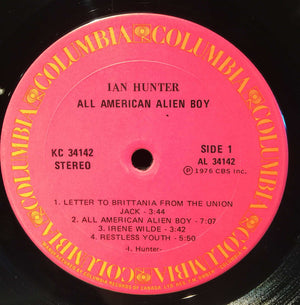 COLUMBIA COLUMBIA COLUMBIA COLUMBIA
IAN HUNTER
ALL AMERICAN ALIEN BOY
KC 34142
STEREO
SIDE 1
AL 34142
Ⓟ 1976 CBS Inc.
1. LETTER TO BRITTANIA FROM THE UNION
JACK - 3:44
2. ALL AMERICAN ALIEN BOY - 7:07
3. IRENE WILDE - 3:42
4. RESTLESS YOUTH - 5:50
-I. Hunter-